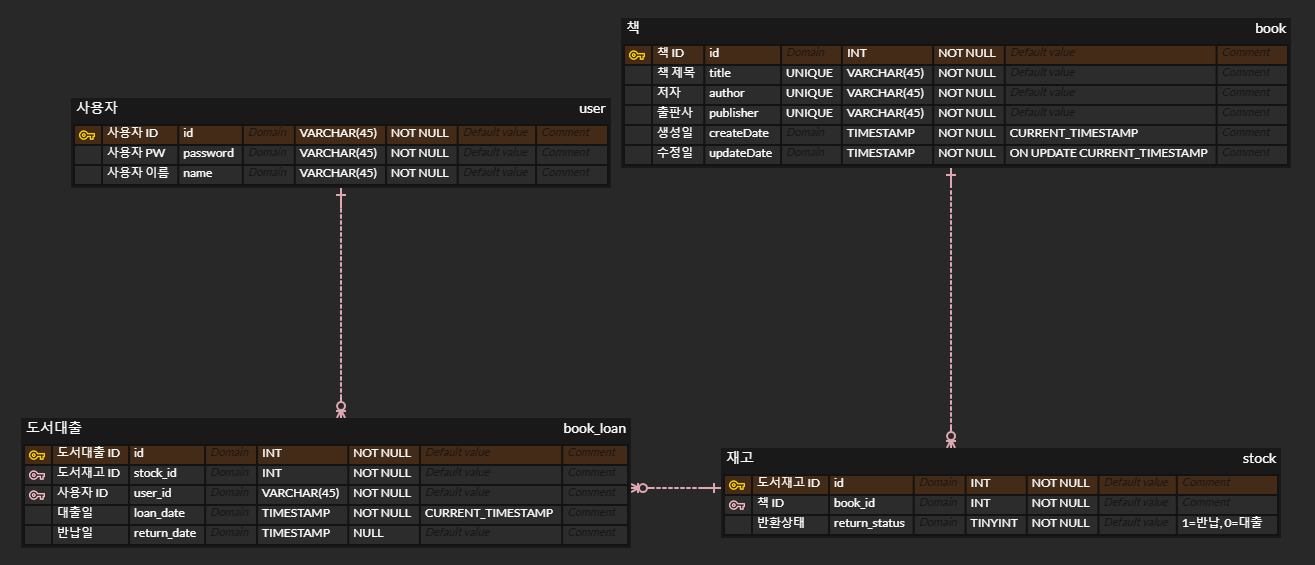 책 book
책 ID id Domain INT NOT NULL Default value Comment
책 제목 title UNIQUE VARCHAR(45) NOT NULL Default value Comment
저자 author UNIQUE VARCHAR(45) NOT NULL Default value Comment
출판사 publisher UNIQUE VARCHAR(45) NOT NULL Default value Comment
생성일 createDate Domain TIMESTAMP NOT NULL CURRENT_TIMESTAMP Comment
수정일 updateDate Domain TIMESTAMP NOT NULL ON UPDATE CURRENT_TIMESTAMP Comment
사용자 user
사용자 ID id Domain VARCHAR(45) NOT NULL Default value Comment
사용자 PW password Domain VARCHAR(45) NOT NULL Default value Comment
사용자 이름 name Domain VARCHAR(45) NOT NULL Default value Comment
도서대출 book_loan
도서대출 ID id Domain INT NOT NULL Default value Comment
도서재고 ID stock_id Domain INT NOT NULL Default value Comment
사용자 ID user_id Domain VARCHAR(45) NOT NULL Default value Comment
대출일 loan_date Domain TIMESTAMP NOT NULL CURRENT_TIMESTAMP Comment
반납일 return_date Domain TIMESTAMP NULL Default value Comment
재고 stock
도서재고 ID id Domain INT NOT NULL Default value Comment
책 ID book_id Domain INT NOT NULL Default value Comment
반환상태 return_status Domain TINYINT NOT NULL Default value 1=반납, 0=대출